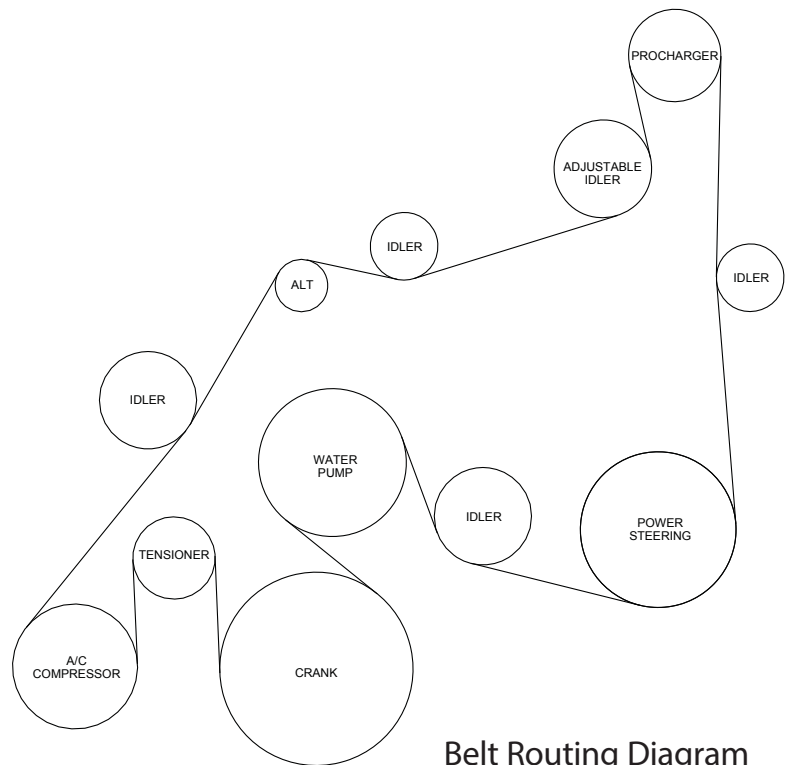 PROCHARGER
ADJUSTABLE
IDLER
IDLER
IDLER
ALT
IDLER
WATER
PUMP
IDLER
POWER
STEERING
TENSIONER
A/C
COMPRESSOR
CRANK
Belt Routing Diagram